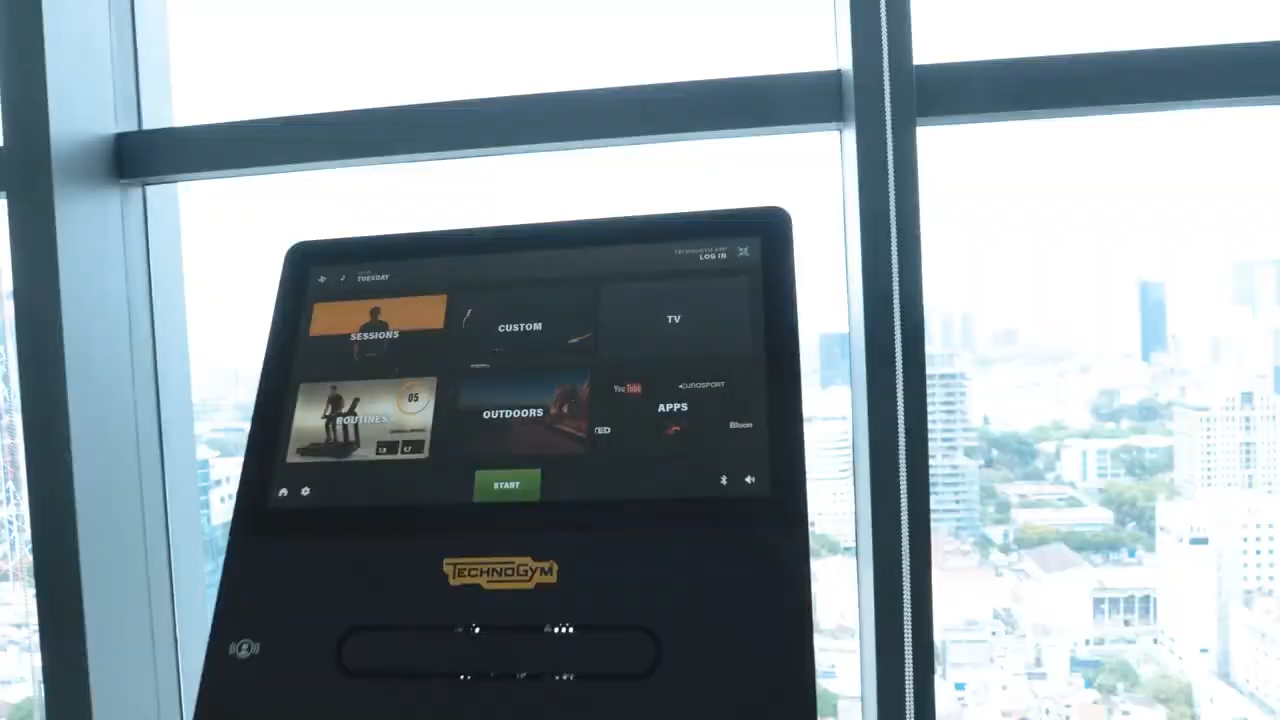 TUESDAY
TECHNOGYM APP
LOG IN
SESSIONS
CUSTOM
TV
ROUTINES
05
OUTDOORS
YouTube
EUROSPORT
APPS
TED
Bloom
START
TECHNOGYM